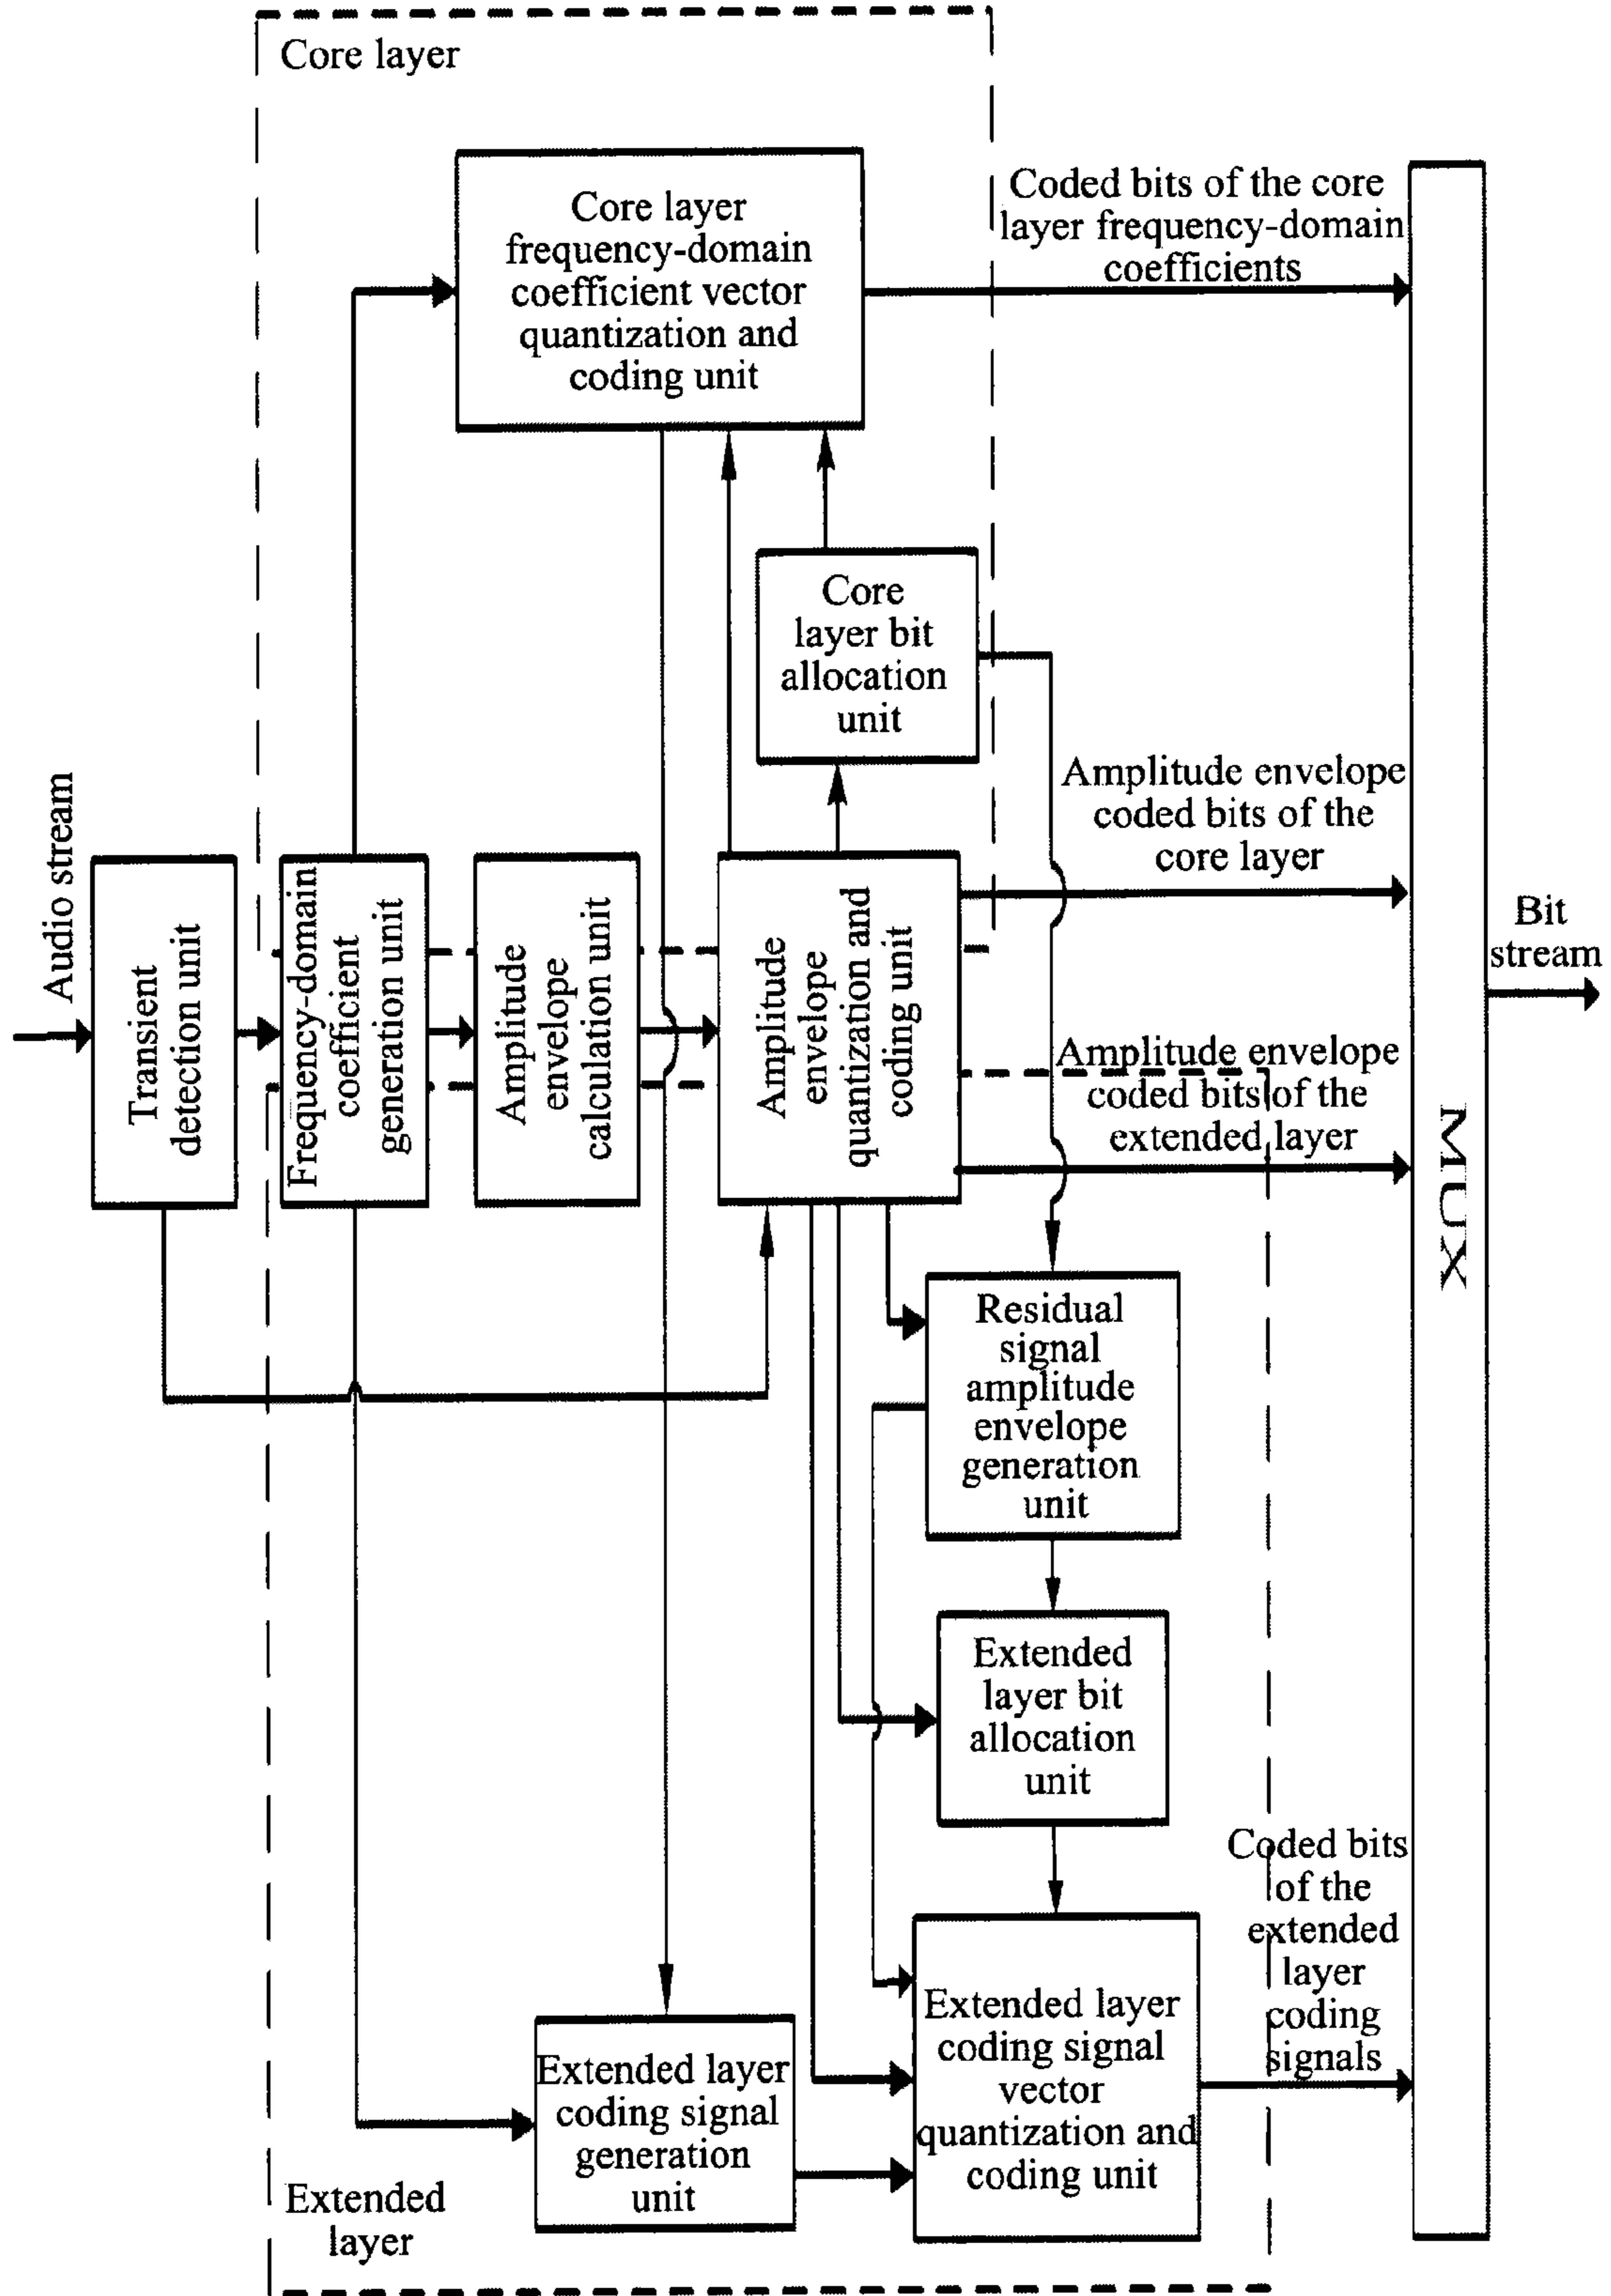 Core layer
Core layer
frequency-domain
coefficient vector
quantization and
coding unit
Coded bits of the core
layer frequency-domain
coefficients
Core
layer bit
allocation
unit
Amplitude envelope
coded bits of the
core layer
Audio stream
Transient
detection unit
Frequency-domain
coefficient
generation unit
Amplitude
envelope
calculation unit
Amplitude
envelope
quantization and
coding unit
Bit
stream
Amplitude envelope
coded bits of the
extended layer
MUX
Residual
signal
amplitude
envelope
generation
unit
Extended
layer bit
allocation
unit
Coded bits
of the
extended
layer
coding
signals
Extended layer
coding signal
vector
quantization and
coding unit
Extended layer
coding signal
generation
unit
Extended
layer